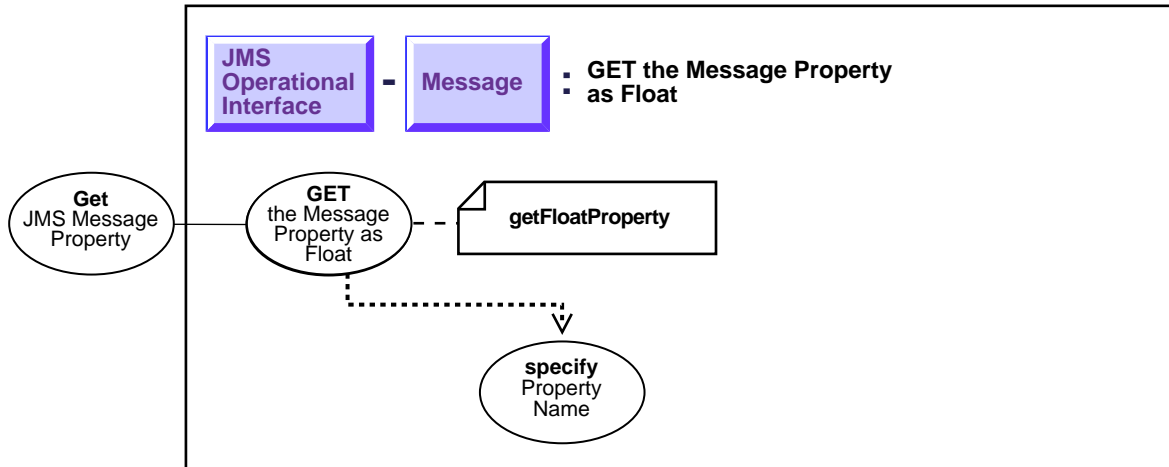 JMS
Operational
Interface
-
Message
:
GET the Message Property
as Float
Get
JMS Message
Property
GET
the Message
Property as
Float
getFloatProperty
specify
Property
Name